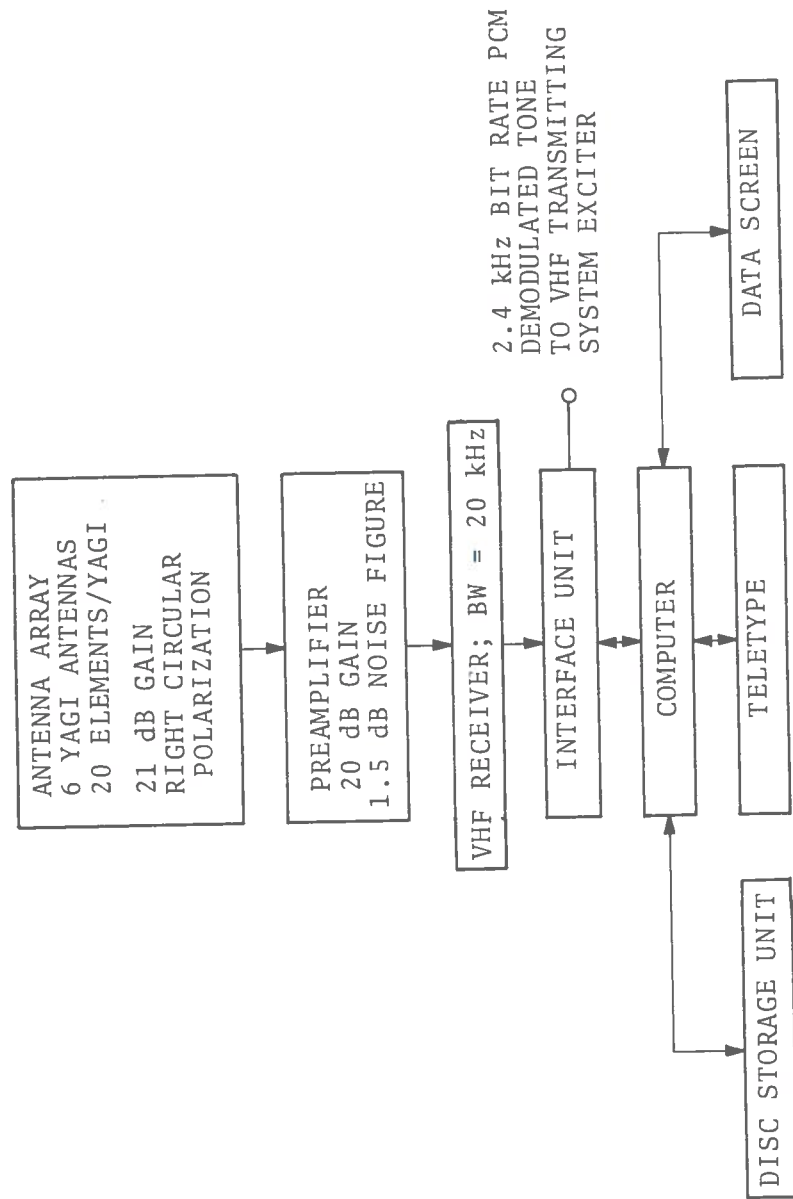 ANTENNA ARRAY
6 YAGI ANTENNAS
20 ELEMENTS/YAGI
21 dB GAIN
RIGHT CIRCULAR
POLARIZATION
PREAMPLIFIER
20 dB GAIN
1.5 dB NOISE FIGURE
VHF RECEIVER; BW = 20 kHz
INTERFACE UNIT
2.4 kHz BIT RATE PCM
DEMODULATED TONE
TO VHF TRANSMITTING
SYSTEM EXCITER
COMPUTER
DISC STORAGE UNIT
TELETYPE
DATA SCREEN